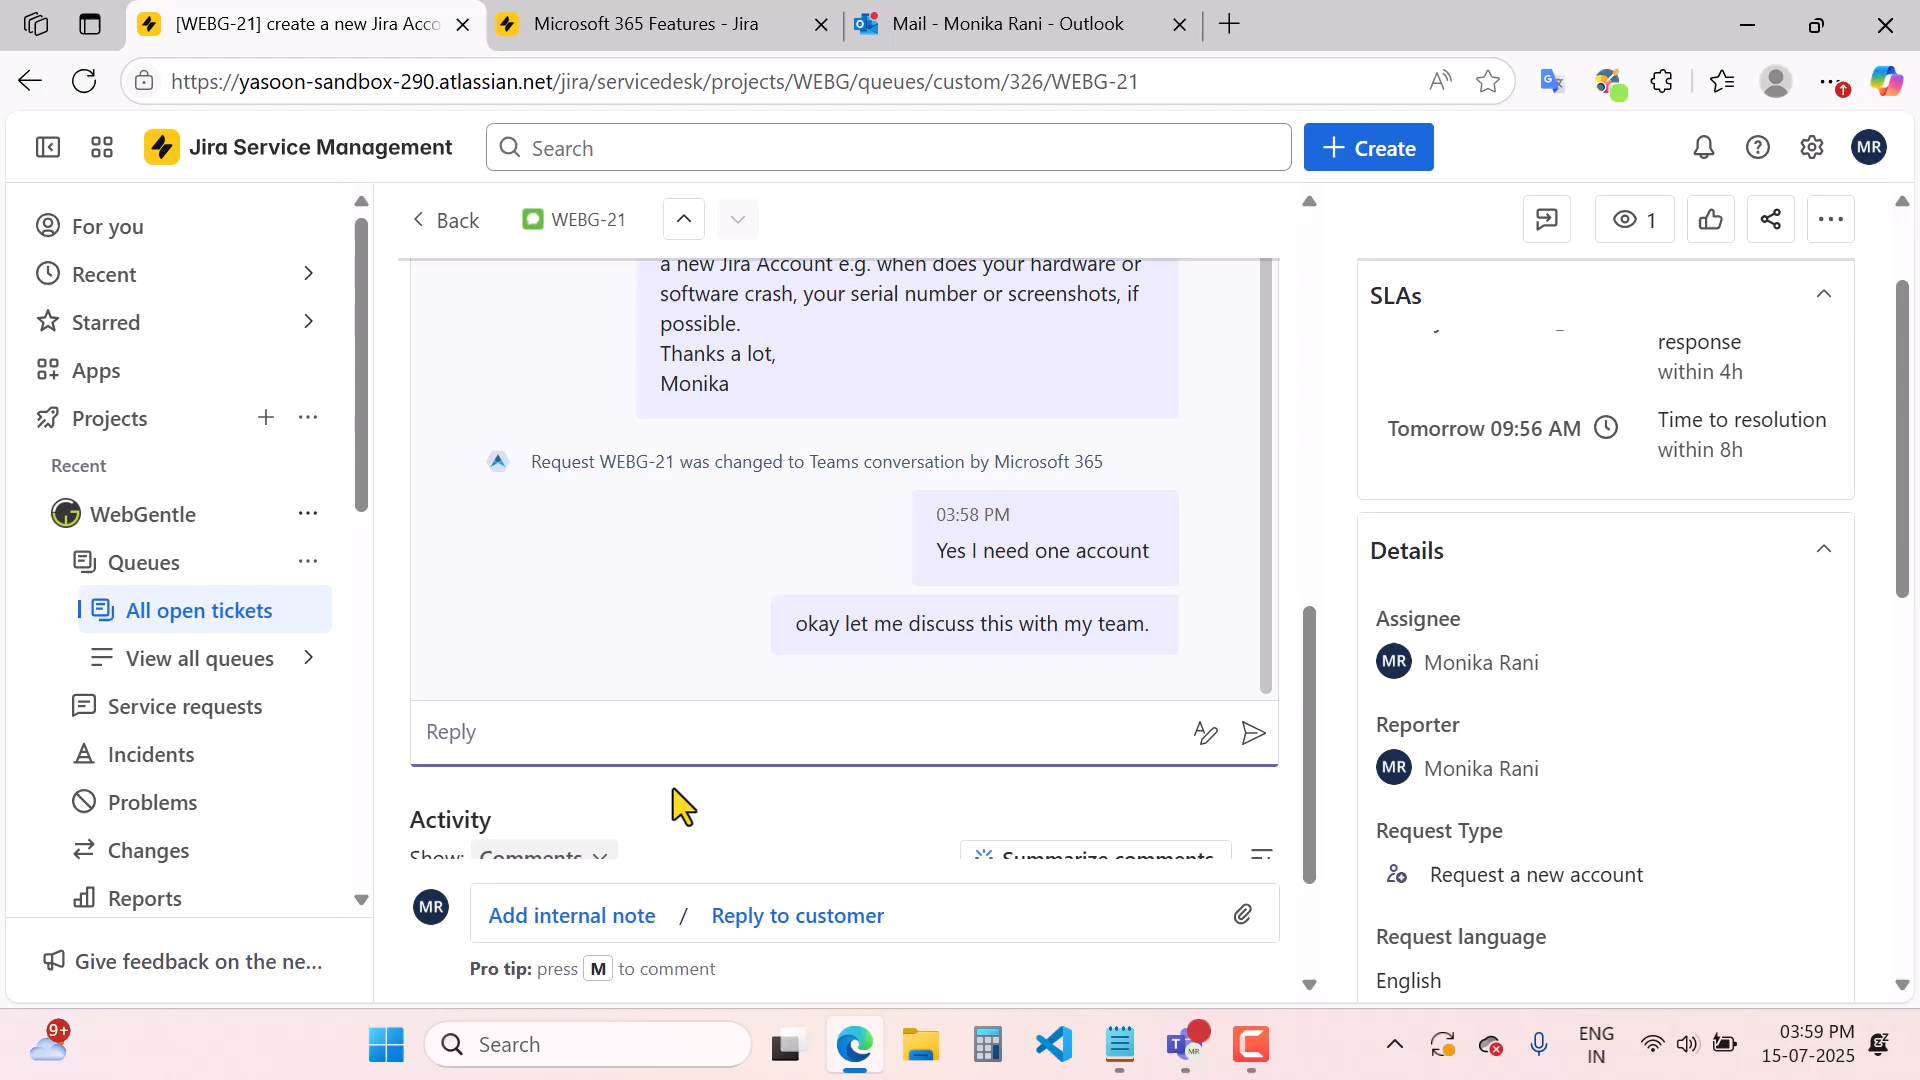 [WEBG-21] create a new Jira Acco
Microsoft 365 Features - Jira
Mail - Monika Rani - Outlook
https://yasoon-sandbox-290.atlassian.net/jira/servicedesk/projects/WEBG/queues/custom/326/WEBG-21
Jira Service Management
Search
Create
MR
For you
Recent
Starred
Apps
Projects
Recent
WebGentle
Queues
All open tickets
View all queues
Service requests
Incidents
Problems
Changes
Reports
Give feedback on the ne...
Back
WEBG-21
1
a new Jira Account e.g. when does your hardware or
software crash, your serial number or screenshots, if
possible.
Thanks a lot,
Monika
Request WEBG-21 was changed to Teams conversation by Microsoft 365
03:58 PM
Yes I need one account
okay let me discuss this with my team.
Reply
Activity
Show: Comments
Summarize comments
MR
Add internal note / Reply to customer
Pro tip: press M to comment
SLAs
response
within 4h
Tomorrow 09:56 AM
Time to resolution
within 8h
Details
Assignee
MR Monika Rani
Reporter
MR Monika Rani
Request Type
Request a new account
Request language
English
9+
Search
T
MR
ENG
IN
03:59 PM
15-07-2025